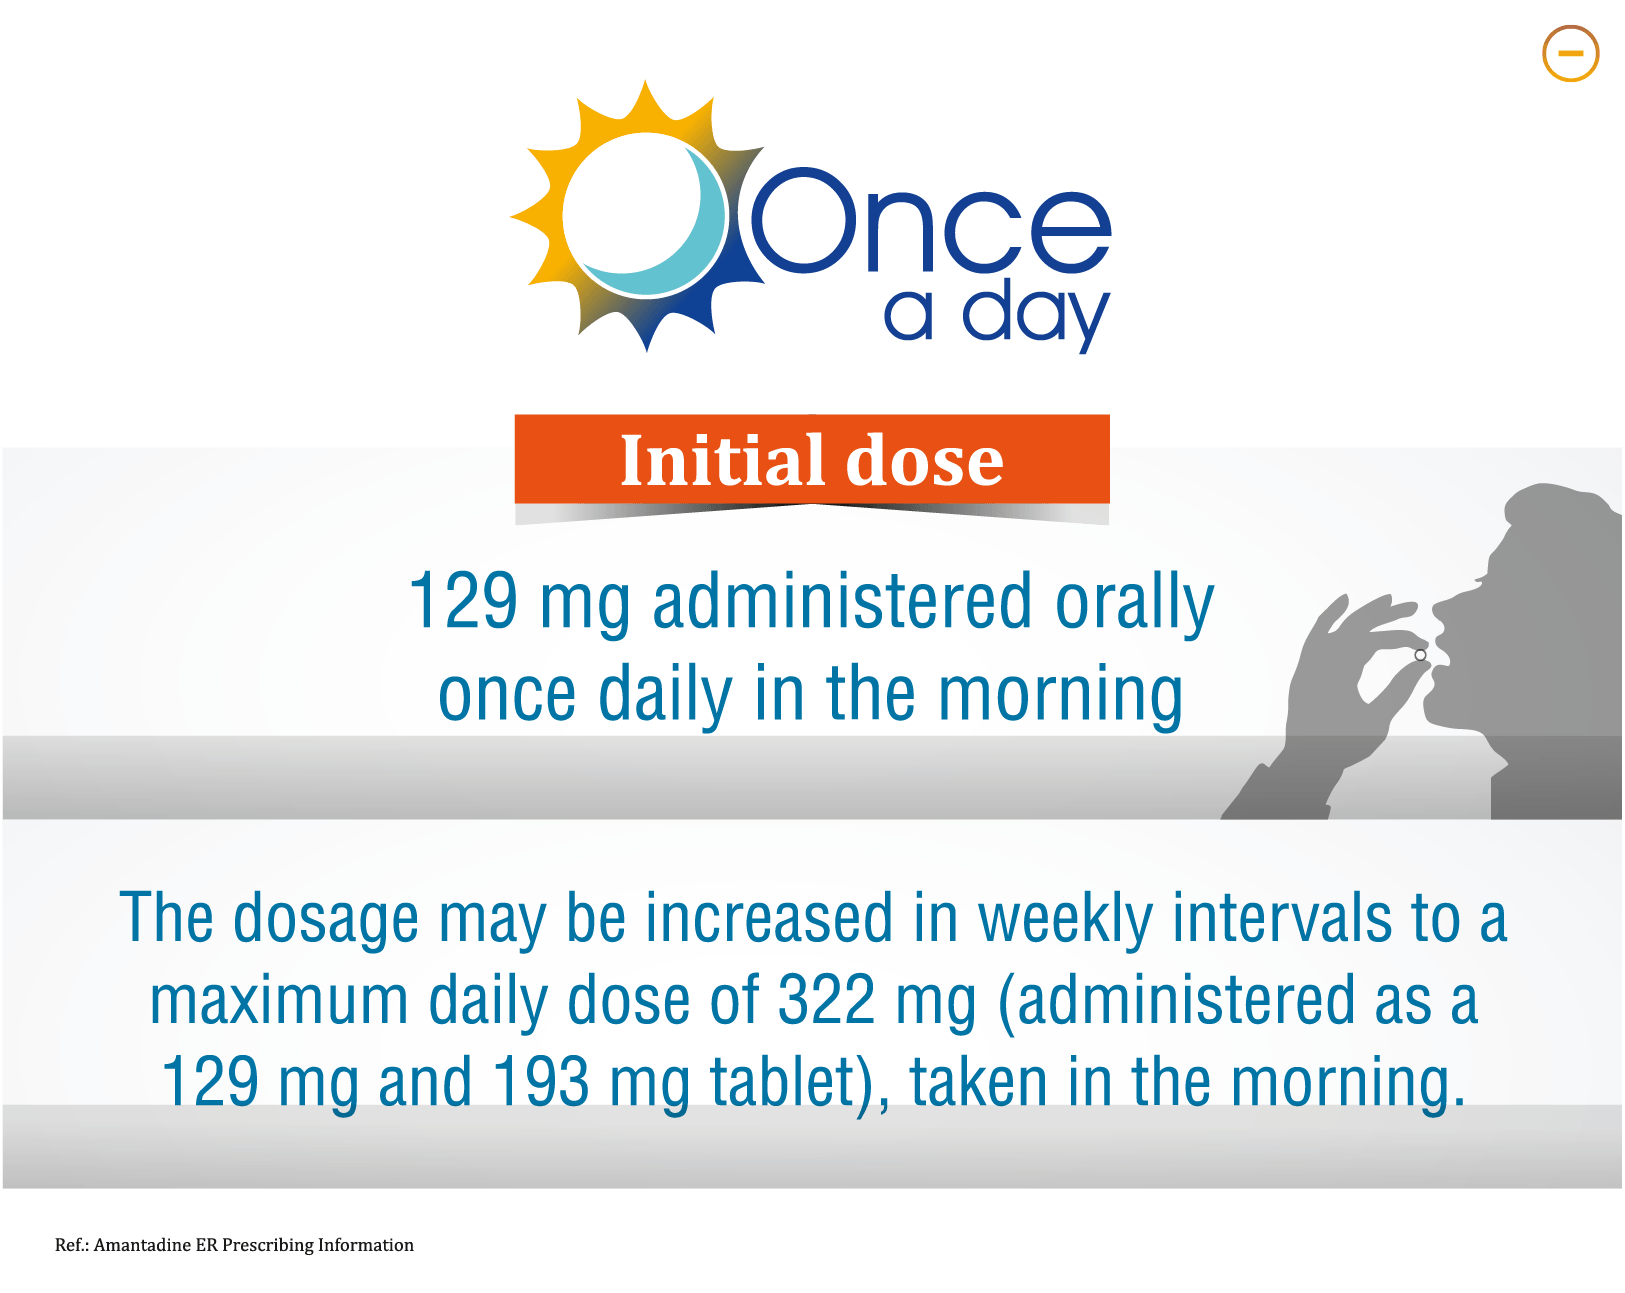 Once
a day
Initial dose
129 mg administered orally
once daily in the morning
The dosage may be increased in weekly intervals to a
maximum daily dose of 322 mg (administered as a
129 mg and 193 mg tablet), taken in the morning.
Ref.: Amantadine ER Prescribing Information